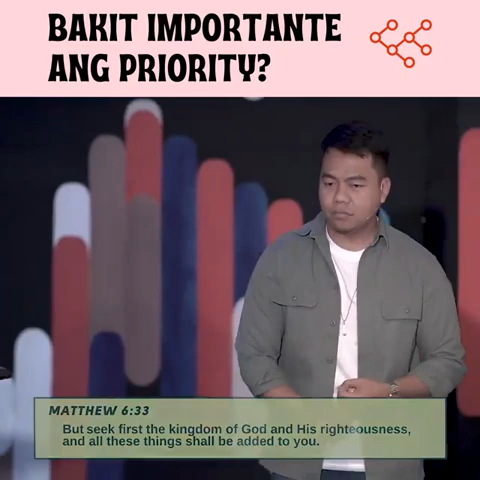 BAKIT IMPORTANTE
ANG PRIORITY?
MATTHEW 6:33
But seek first the kingdom of God and His righteousness,
and all these things shall be added to you.